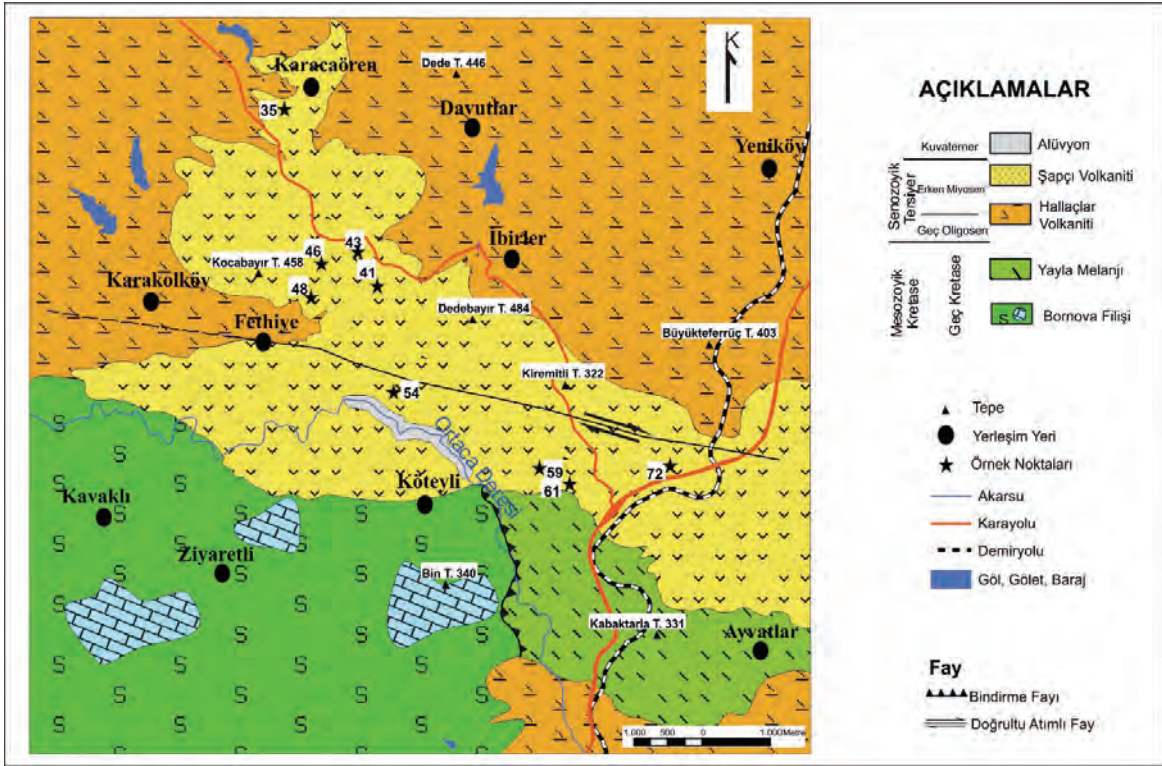 K
Dede T. 446
Karacaören
35
Davutlar
Yeniköy
İbirler
43
46
Kocabayır T. 458
41
Karakolköy
48
Dedebayır T. 484
Fethiye
Büyükteferrüç T. 403
Kiremitli T. 322
54
Ortaca Deresi
59
72
61
Köteyli
Kavaklı
Ziyaretli
Bin T. 340
Kabaktarla T. 331
Ayvatlar
1.000 500 0 1.000Metre
AÇIKLAMALAR
Senozoyik
Tersiyer
Kuvaterner
Erken Miyosen
Geç Oligosen
Mesozoyik
Kretase
Geç Kretase
Alüvyon
Şapçı Volkaniti
Hallaçlar
Volkaniti
Yayla Melanjı
Bornova Filişi
Tepe
Yerleşim Yeri
Örnek Noktaları
Akarsu
Karayolu
Demiryolu
Göl, Gölet, Baraj
Fay
Bindirme Fayı
Doğrultu Atımlı Fay